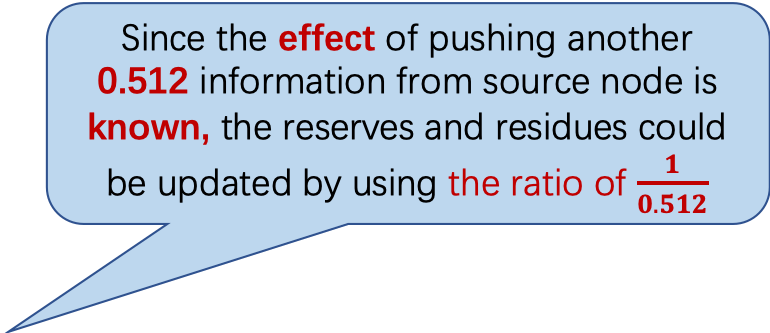 Since the effect of pushing another
0.512 information from source node is
known, the reserves and residues could
be updated by using the ratio of 1/0.512